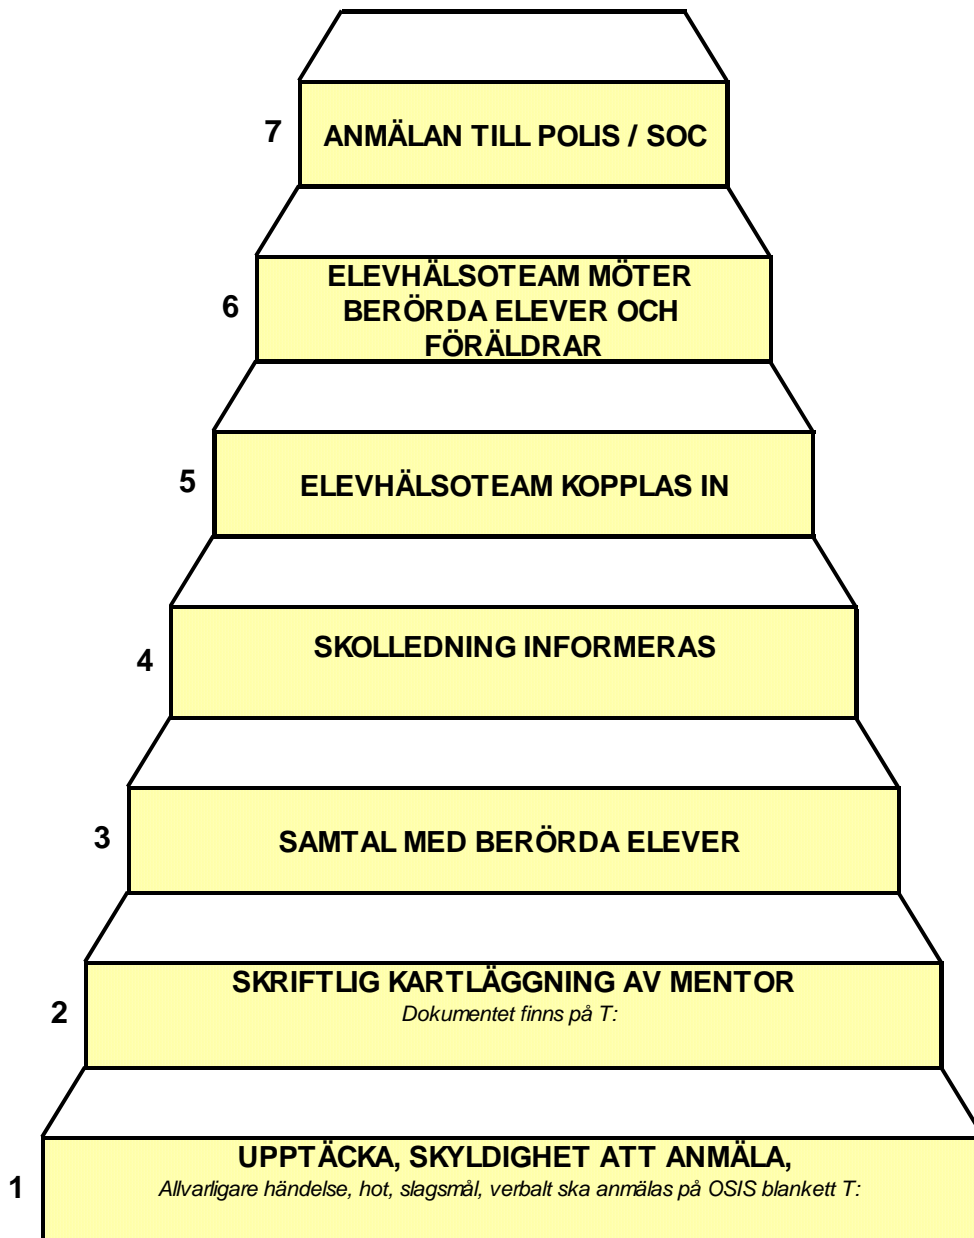 7
ANMÄLAN TILL POLIS / SOC
6
ELEVHÄLSOTEAM MÖTER
BERÖRDA ELEVER OCH
FÖRÄLDRAR
5
ELEVHÄLSOTEAM KOPPLAS IN
4
SKOLLEDNING INFORMERAS
3
SAMTAL MED BERÖRDA ELEVER
2
SKRIFTLIG KARTLÄGGNING AV MENTOR
Dokumentet finns på T:
1
UPPTÄCKA, SKYLDIGHET ATT ANMÄLA,
Allvarligare händelse, hot, slagsmål, verbalt ska anmälas på OSIS blankett T: